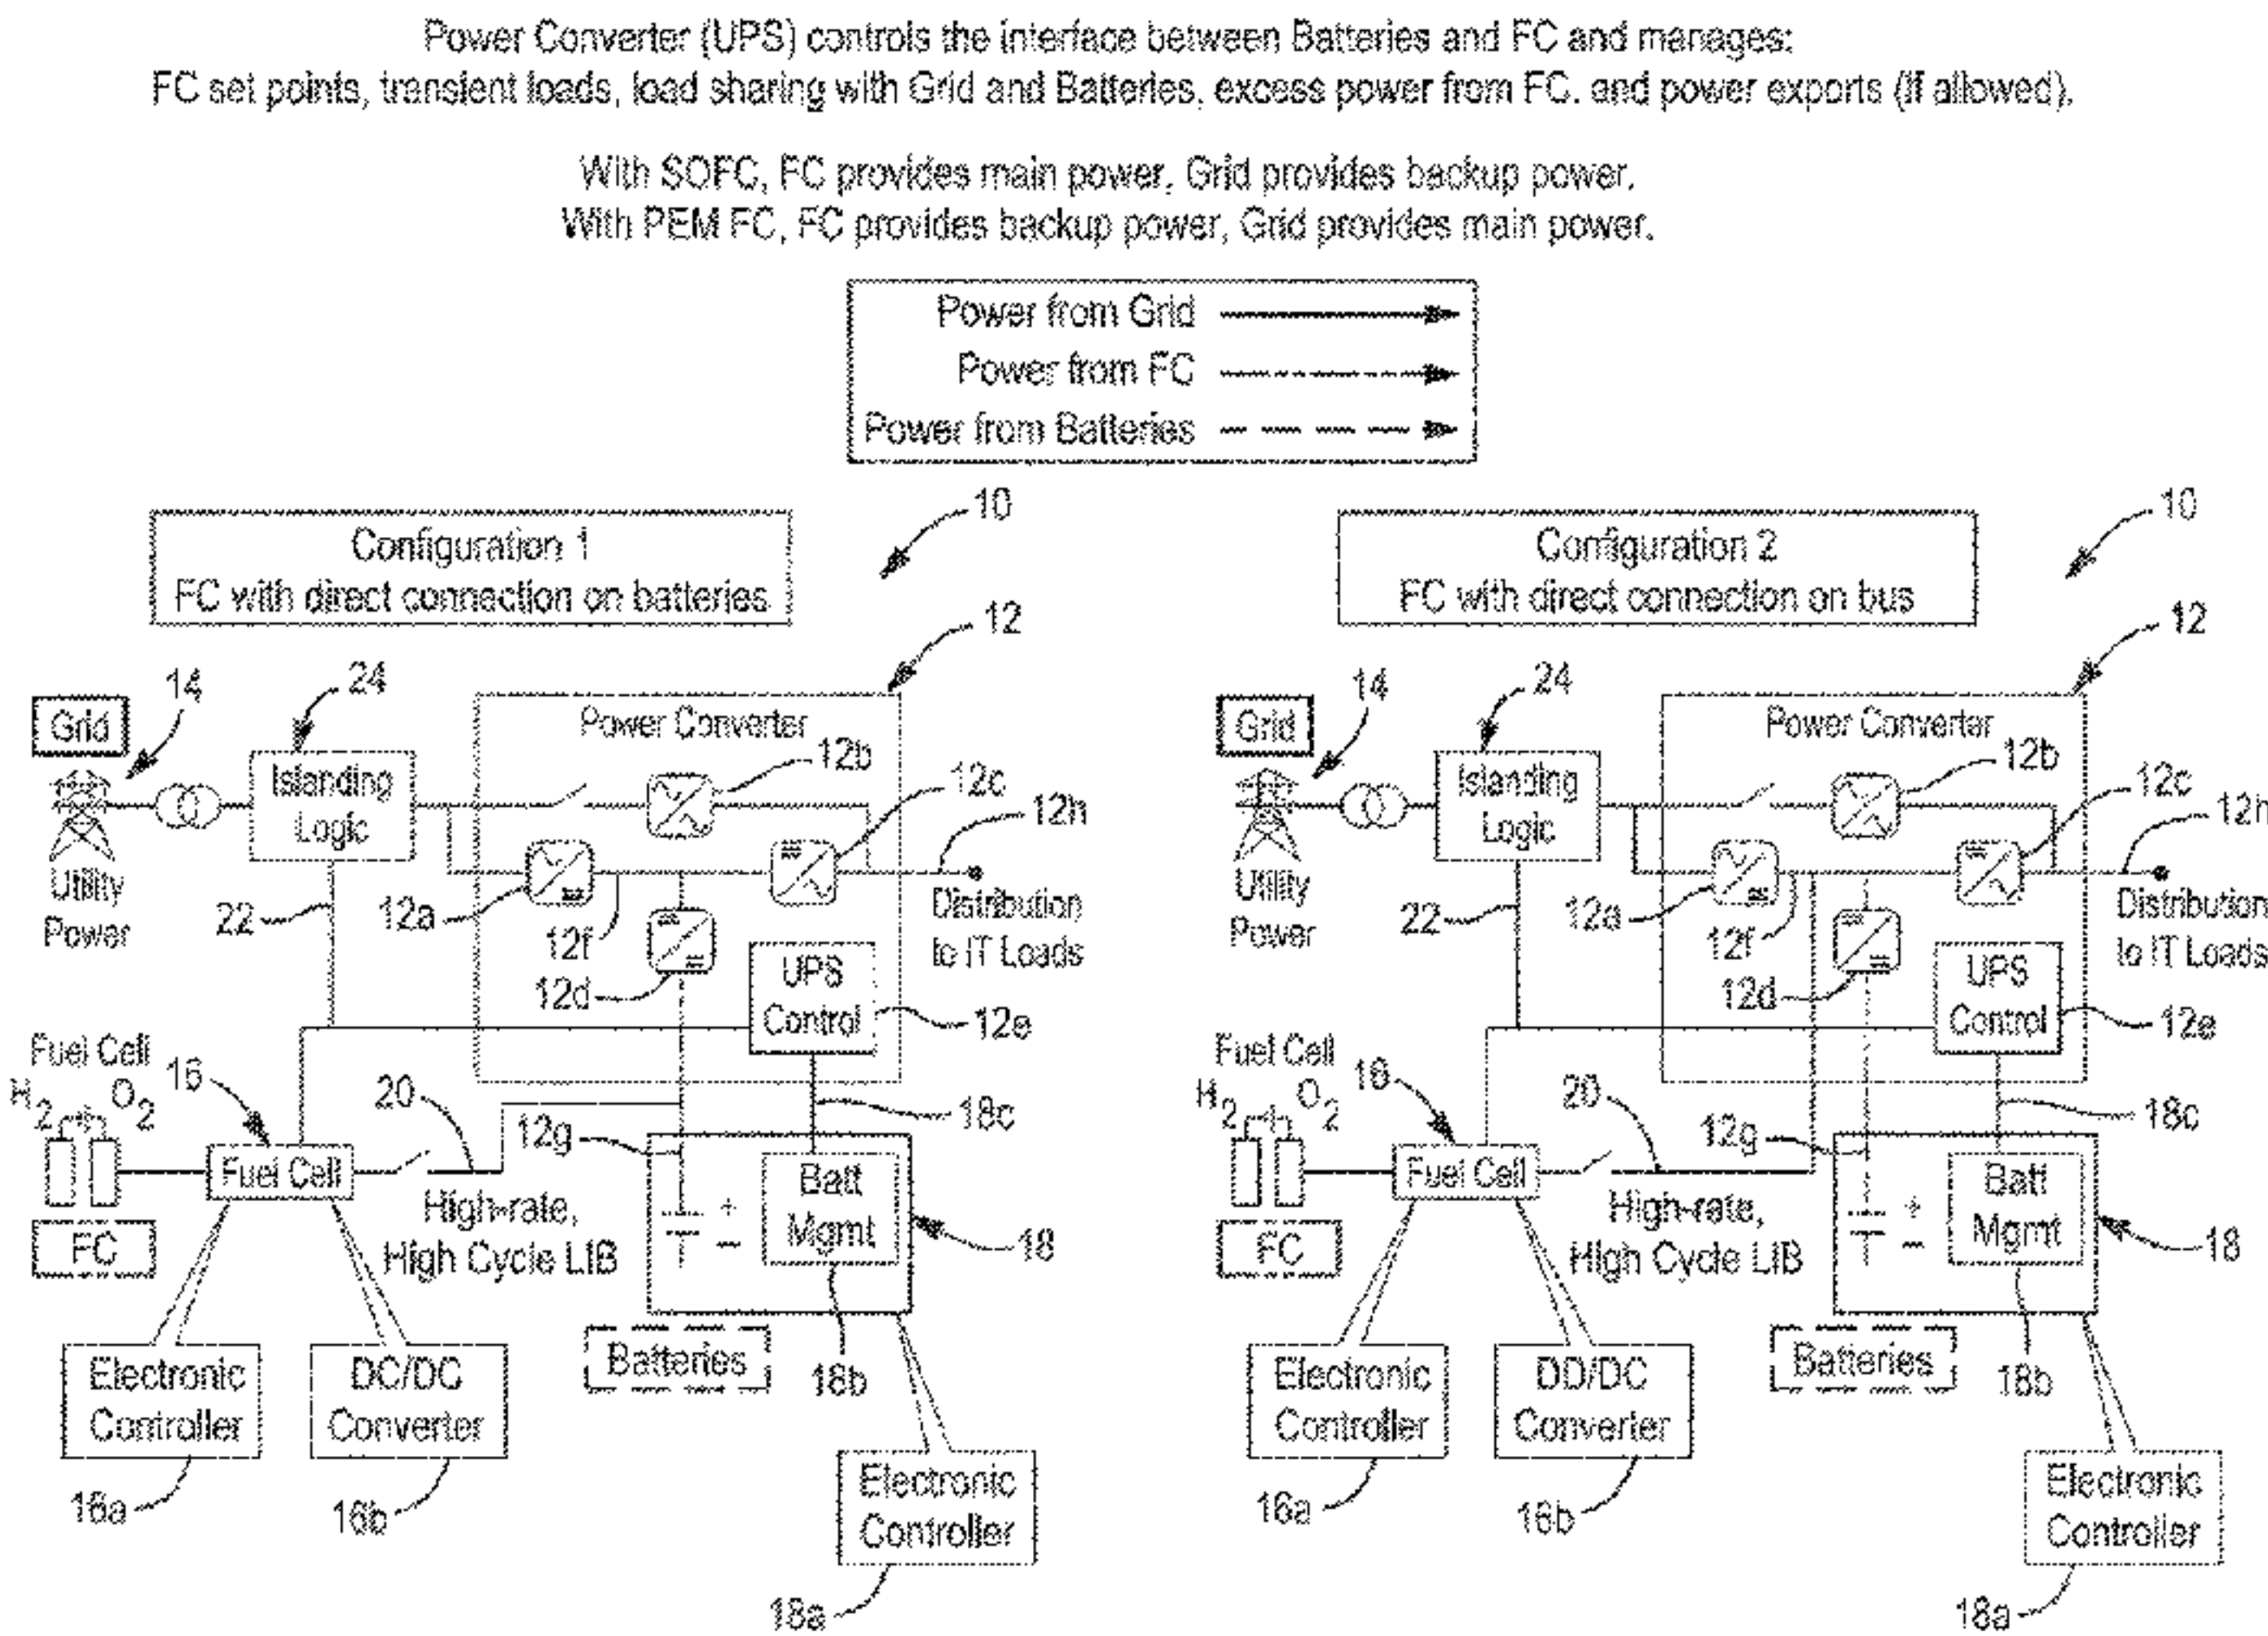 Power Converter (UPS) controls the interface between Batteries and FC and manages:
FC set points, transient loads, load sharing with Grid and Batteries, excess power from FC. and power exports (if allowed).
With SOFC, FC provides main power, Grid provides backup power.
With PEM FC, FC provides backup power, Grid provides main power.
Power from Grid
Power from FC
Power from Batteries
Configuration 1
FC with direct connection on batteries
10
12
14
24
Grid
Power Converter
12b
Islanding
Logic
12c
12h
Utility
Power
22
12a
12f
Distribution
to IT Loads
12d
UPS
Control
12e
Fuel Cell
H2
O2
16
20
18c
12g
Fuel Cell
FC
High-rate,
High Cycle LIB
+
−
Batt
Mgmt
18
Electronic
Controller
DC/DC
Converter
Batteries
18b
16a
16b
Electronic
Controller
18a
Configuration 2
FC with direct connection on bus
10
12
14
24
Grid
Power Converter
12b
Islanding
Logic
12c
12h
Utility
Power
22
12a
12f
Distribution
to IT Loads
12d
UPS
Control
12e
Fuel Cell
H2
O2
16
20
18c
12g
Fuel Cell
FC
High-rate,
High Cycle LIB
+
−
Batt
Mgmt
18
Electronic
Controller
DD/DC
Converter
Batteries
18b
16a
16b
Electronic
Controller
18a